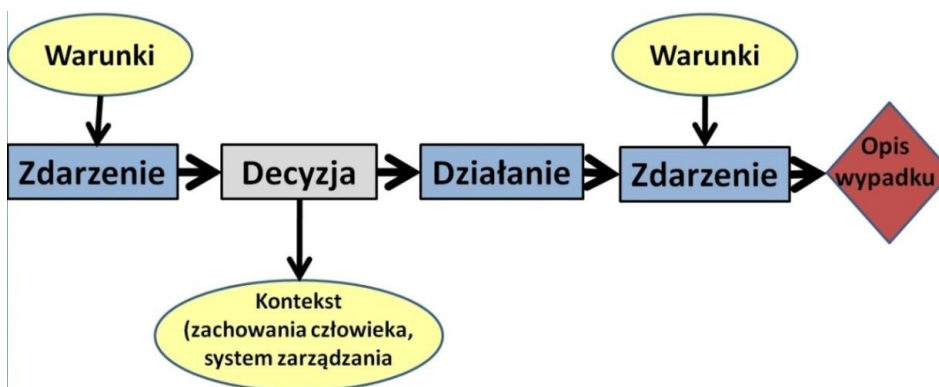 Warunki
Warunki
Zdarzenie
Decyzja
Działanie
Zdarzenie
Opis
wypadku
Kontekst
(zachowania człowieka,
system zarządzania